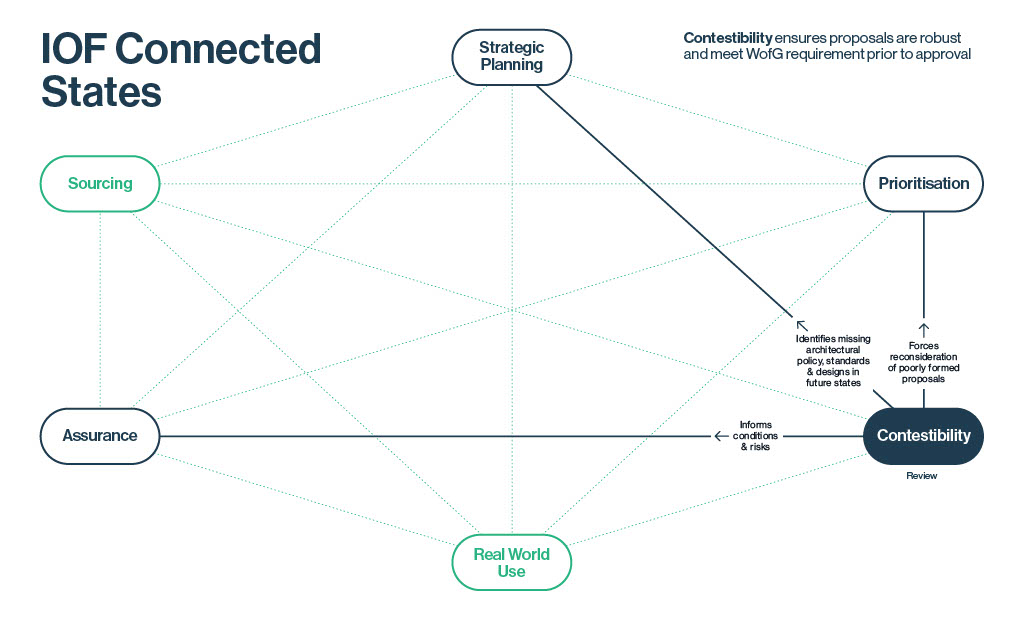 IOF Connected
States
Contestibility ensures proposals are robust
and meet WofG requirement prior to approval
Strategic
Planning
Sourcing
Prioritisation
Identifies missing
architectural
policy, standards
& designs in
future states
Forces
reconsideration
of poorly formed
proposals
Assurance
Informs
conditions
& risks
Contestibility
Review
Real World
Use